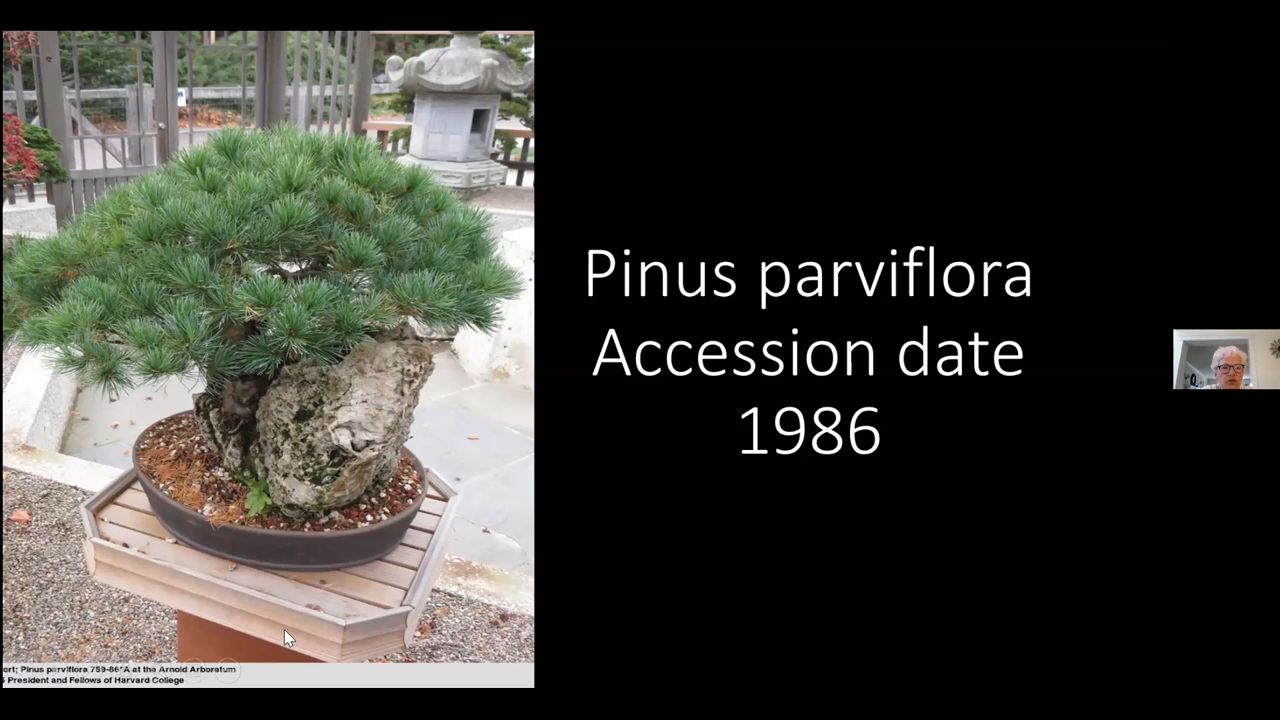 Pinus parviflora
Accession date
1986
ort; Pinus parviflora 759-86*A at the Arnold Arboretum
President and Fellows of Harvard College